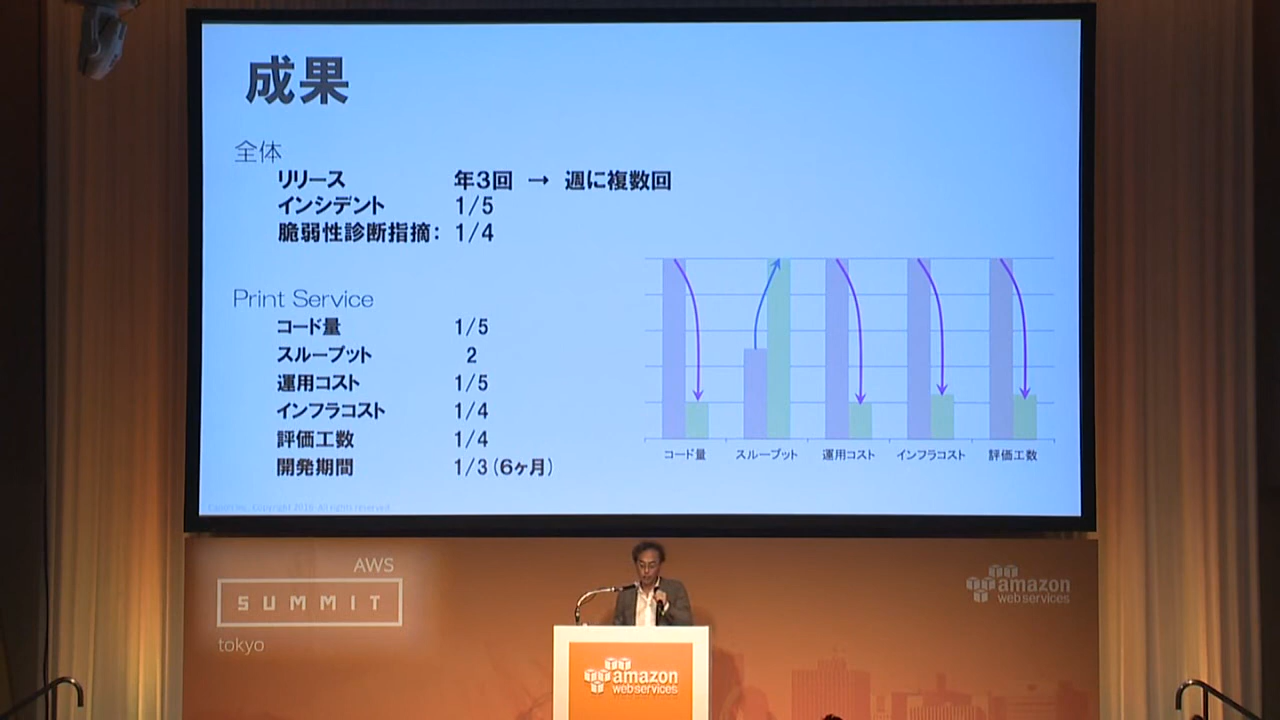 成果
全体
リリース 年3回 → 週に複数回
インシデント 1/5
脆弱性診断指摘: 1/4
Print Service
コード量 1/5
スループット 2
運用コスト 1/5
インフラコスト 1/4
評価工数 1/4
開発期間 1/3(6ヶ月)
コード量 スループット 運用コスト インフラコスト 評価工数
Copyright 2016 All rights reserved
AWS
SUMMIT
tokyo
amazon
web services
amazon
web services